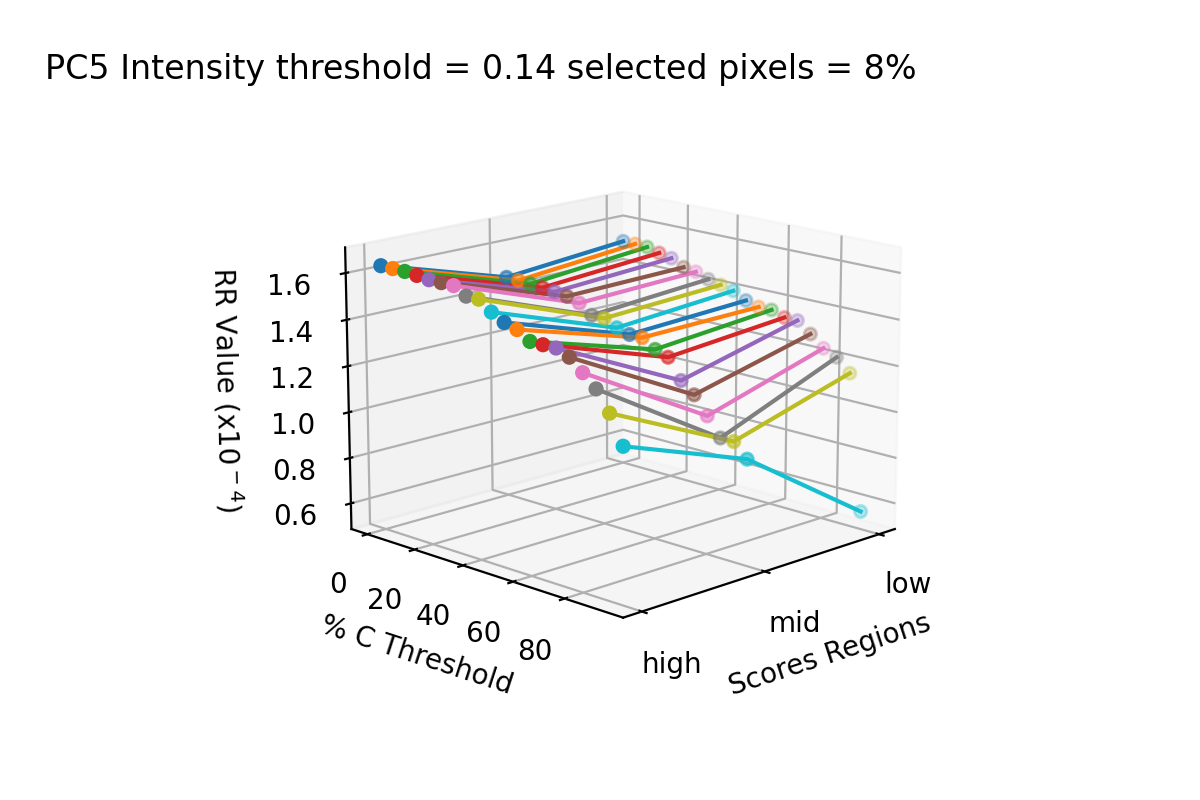 PC5 Intensity threshold = 0.14 selected pixels = 8%
RR Value (x10⁻⁴)
1.6
1.4
1.2
1.0
0.8
0.6
0
20
40
60
80
% C Threshold
high
mid
low
Scores Regions